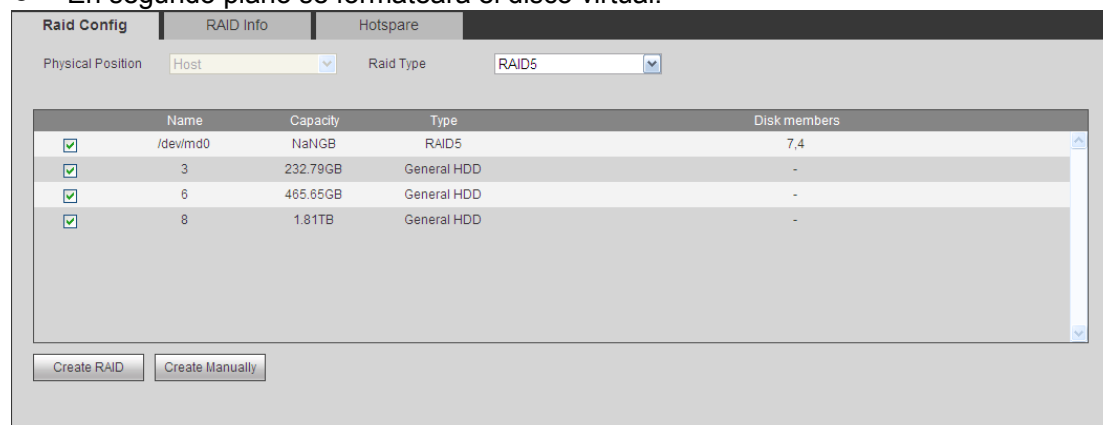 En segundo plano se formateará el disco virtual.
Raid Config RAID Info Hotspare
Physical Position Host Raid Type RAID5
Name Capacity Type Disk members
/dev/md0 NaNGB RAID5 7,4
3 232.79GB General HDD -
6 465.65GB General HDD -
8 1.81TB General HDD -
Create RAID Create Manually